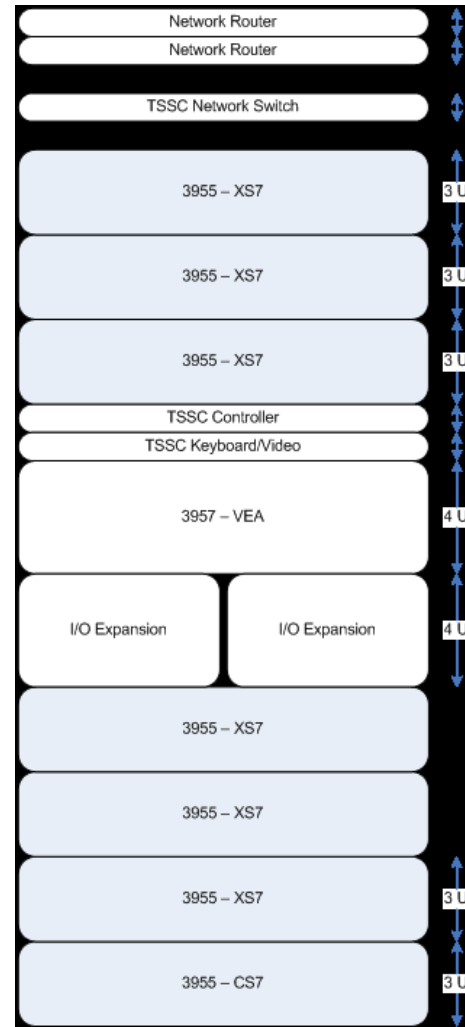 Network Router
Network Router
TSSC Network Switch
3955 – XS7
3 U
3955 – XS7
3 U
3955 – XS7
3 U
TSSC Controller
TSSC Keyboard/Video
3957 – VEA
4 U
I/O Expansion
I/O Expansion
4 U
3955 – XS7
3955 – XS7
3955 – XS7
3 U
3955 – CS7
3 U